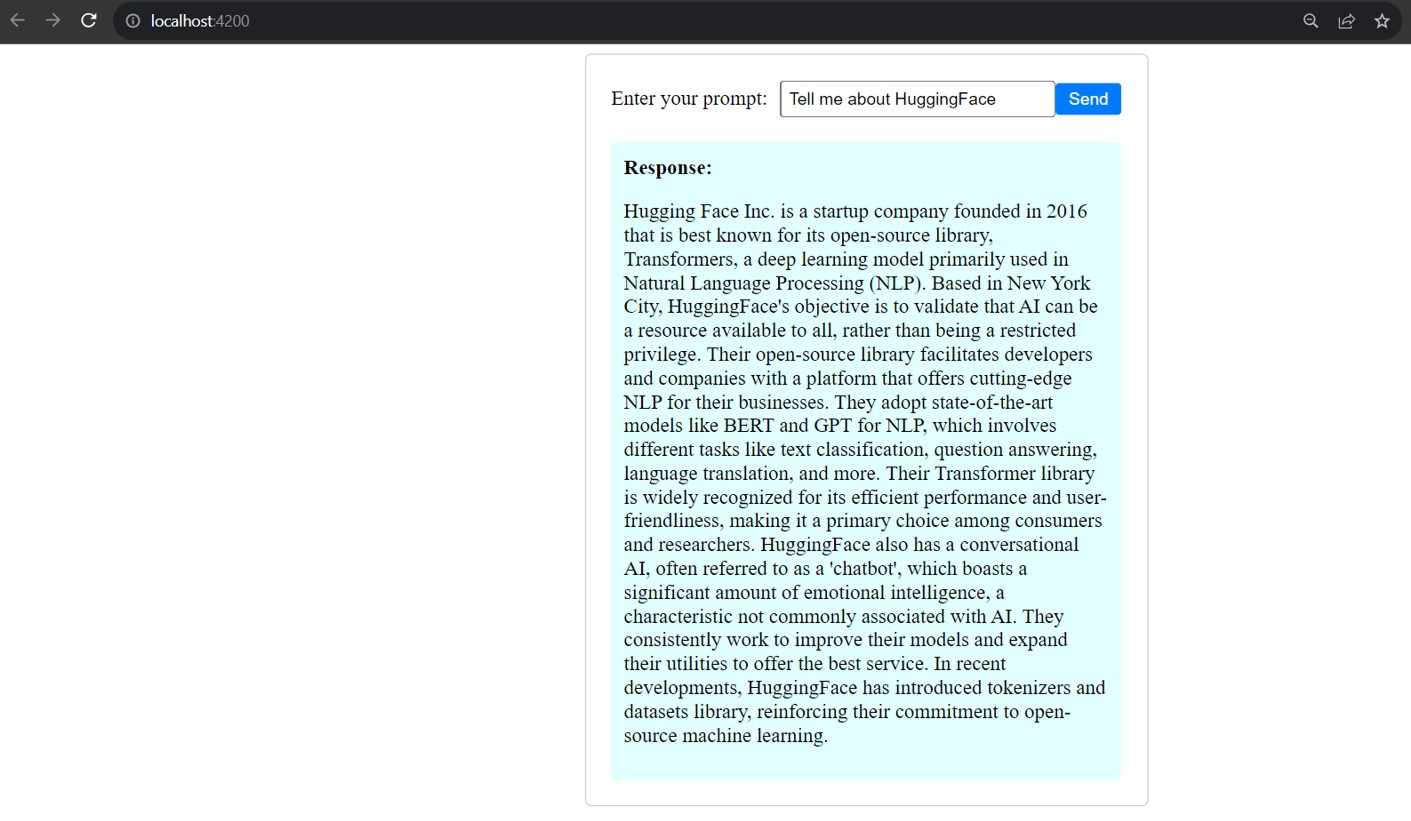 localhost:4200
Enter your prompt: Tell me about HuggingFace Send
Response:
Hugging Face Inc. is a startup company founded in 2016
that is best known for its open-source library,
Transformers, a deep learning model primarily used in
Natural Language Processing (NLP). Based in New York
City, HuggingFace's objective is to validate that AI can be
a resource available to all, rather than being a restricted
privilege. Their open-source library facilitates developers
and companies with a platform that offers cutting-edge
NLP for their businesses. They adopt state-of-the-art
models like BERT and GPT for NLP, which involves
different tasks like text classification, question answering,
language translation, and more. Their Transformer library
is widely recognized for its efficient performance and user-
friendliness, making it a primary choice among consumers
and researchers. HuggingFace also has a conversational
AI, often referred to as a 'chatbot', which boasts a
significant amount of emotional intelligence, a
characteristic not commonly associated with AI. They
consistently work to improve their models and expand
their utilities to offer the best service. In recent
developments, HuggingFace has introduced tokenizers and
datasets library, reinforcing their commitment to open-
source machine learning.